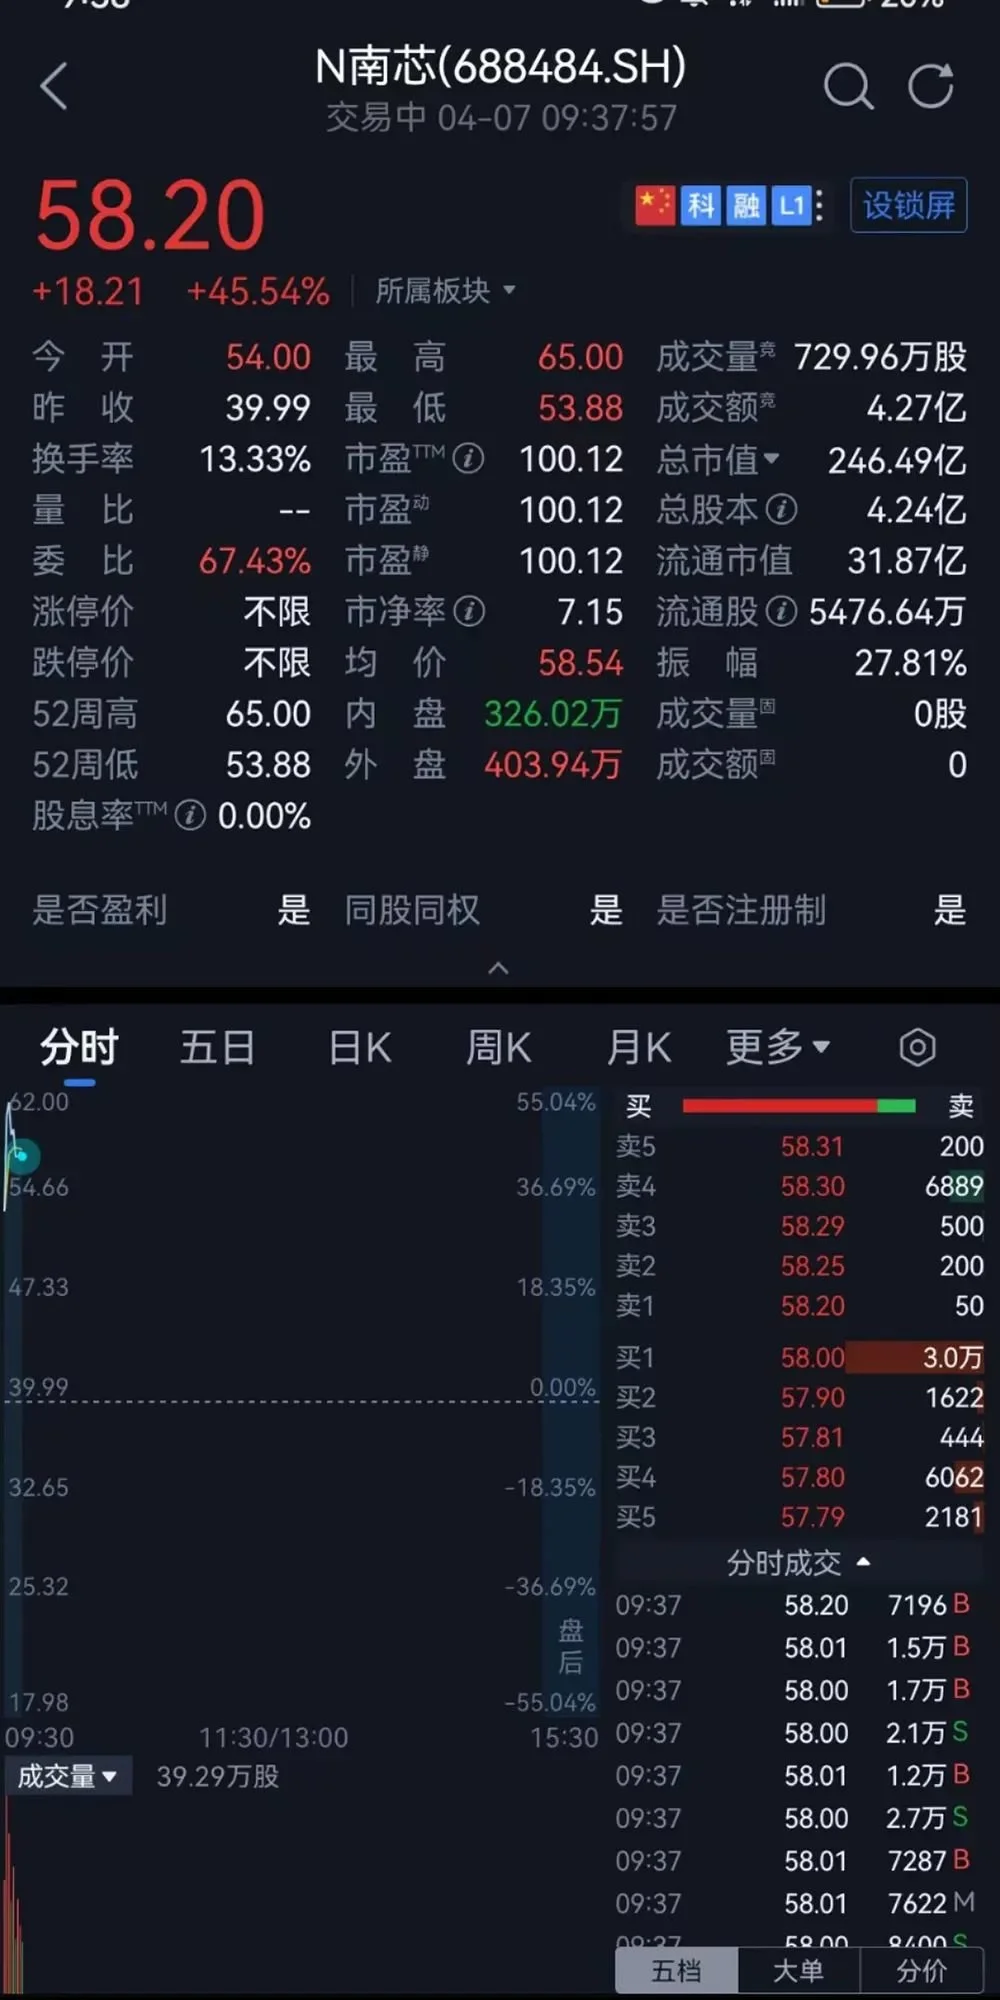 N南芯(688484.SH)
交易中 04-07 09:37:57
58.20
科 融 L1 设锁屏
+18.21 +45.54% 所属板块
今开 54.00 最高 65.00 成交量竞 729.96万股
昨收 39.99 最低 53.88 成交额竞 4.27亿
换手率 13.33% 市盈TTM 100.12 总市值 246.49亿
量比 -- 市盈动 100.12 总股本 4.24亿
委比 67.43% 市盈静 100.12 流通市值 31.87亿
涨停价 不限 市净率 7.15 流通股 5476.64万
跌停价 不限 均价 58.54 振幅 27.81%
52周高 65.00 内盘 326.02万 成交量固 0股
52周低 53.88 外盘 403.94万 成交额固 0
股息率TTM 0.00%
是否盈利 是 同股同权 是 是否注册制 是
分时 五日 日K 周K 月K 更多
62.00 55.04%
54.66 36.69%
47.33 18.35%
39.99 0.00%
32.65 -18.35%
25.32 -36.69%
盘后
17.98 -55.04%
09:30 11:30/13:00 15:30
成交量 39.29万股
买 卖
卖5 58.31 200
卖4 58.30 6889
卖3 58.29 500
卖2 58.25 200
卖1 58.20 50
买1 58.00 3.0万
买2 57.90 1622
买3 57.81 444
买4 57.80 6062
买5 57.79 2181
分时成交
09:37 58.20 7196 B
09:37 58.01 1.5万 B
09:37 58.00 1.7万 B
09:37 58.00 2.1万 S
09:37 58.01 1.2万 B
09:37 58.00 2.7万 S
09:37 58.01 7287 B
09:37 58.01 7622 M
09:37 58.00 8400 S
五档 大单 分价